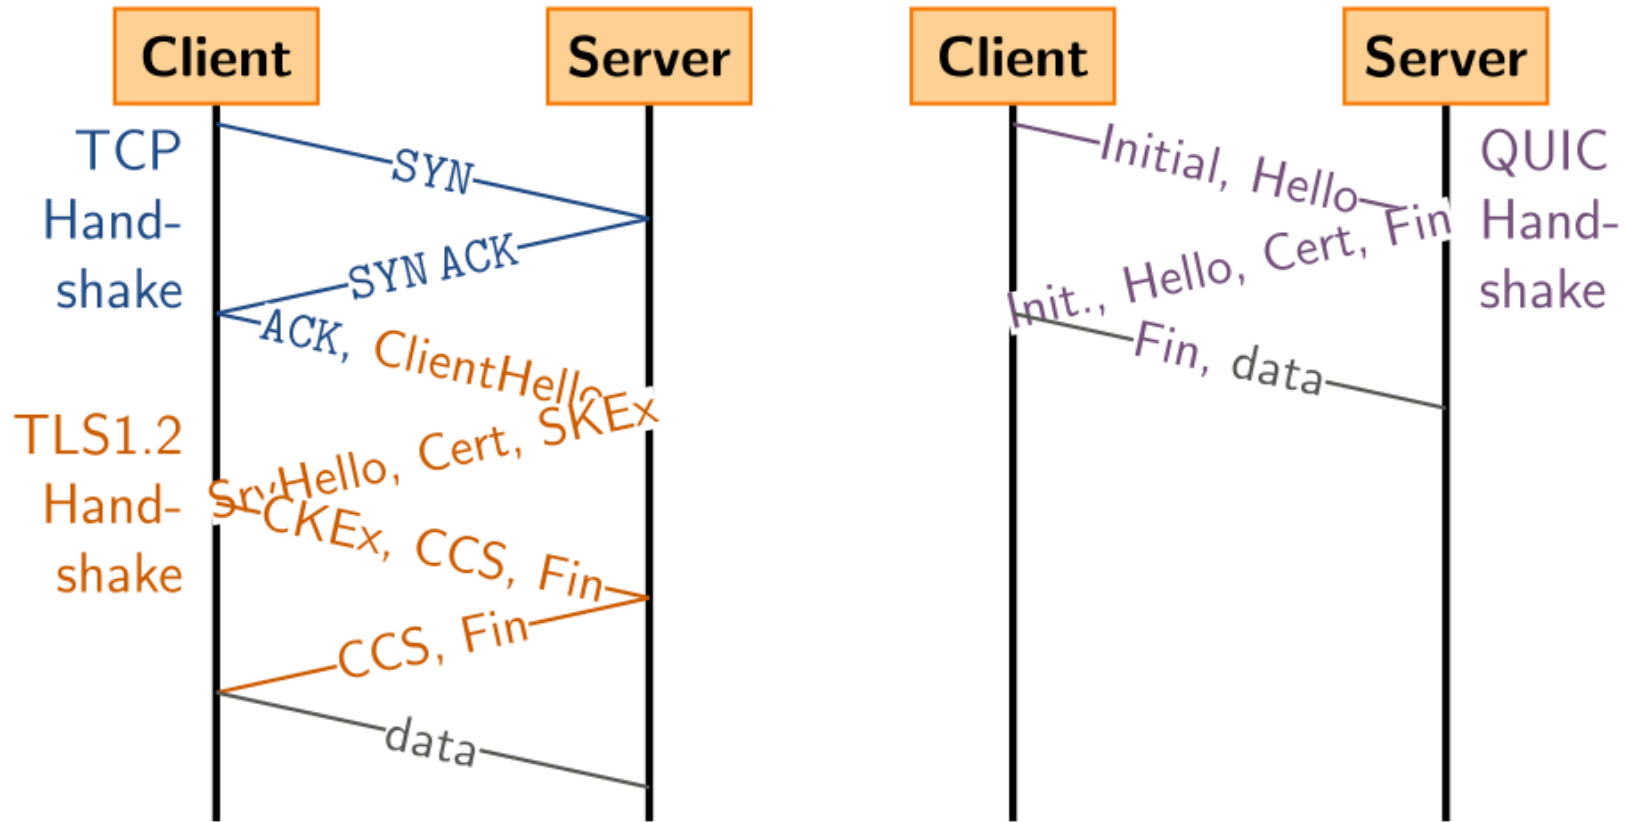 Client
Server
TCP
Hand-
shake
SYN
SYN ACK
ACK, ClientHello
TLS1.2
Hand-
shake
SrvHello, Cert, SKEx
CKEx, CCS, Fin
CCS, Fin
data
Client
Server
QUIC
Hand-
shake
Initial, Hello
Init., Hello, Cert, Fin
Fin, data